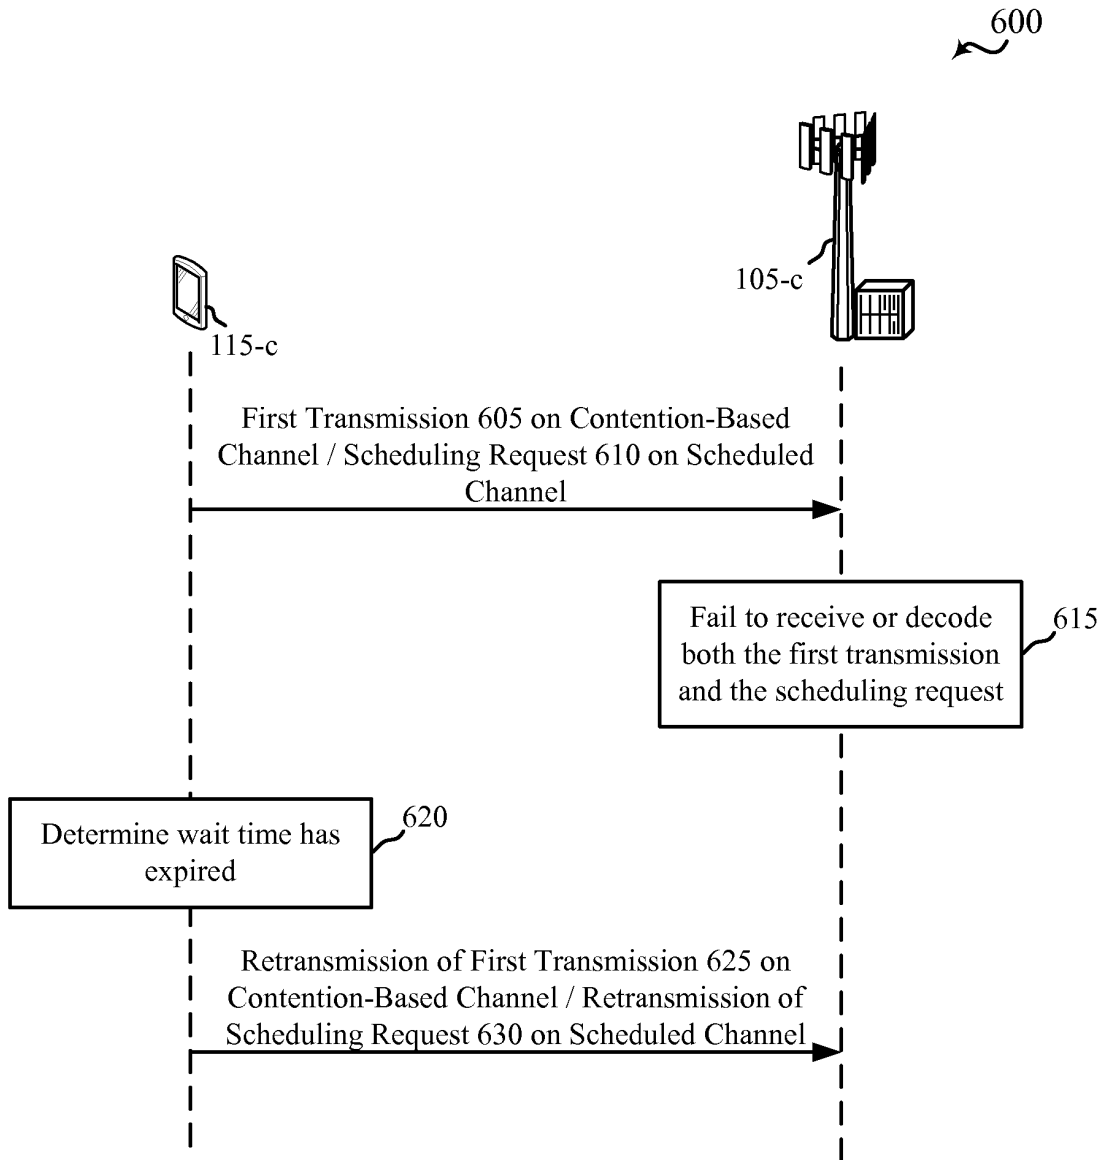 600
105-c
115-c
First Transmission 605 on Contention-Based
Channel / Scheduling Request 610 on Scheduled
Channel
Fail to receive or decode
both the first transmission
and the scheduling request
615
Determine wait time has
expired
620
Retransmission of First Transmission 625 on
Contention-Based Channel / Retransmission of
Scheduling Request 630 on Scheduled Channel